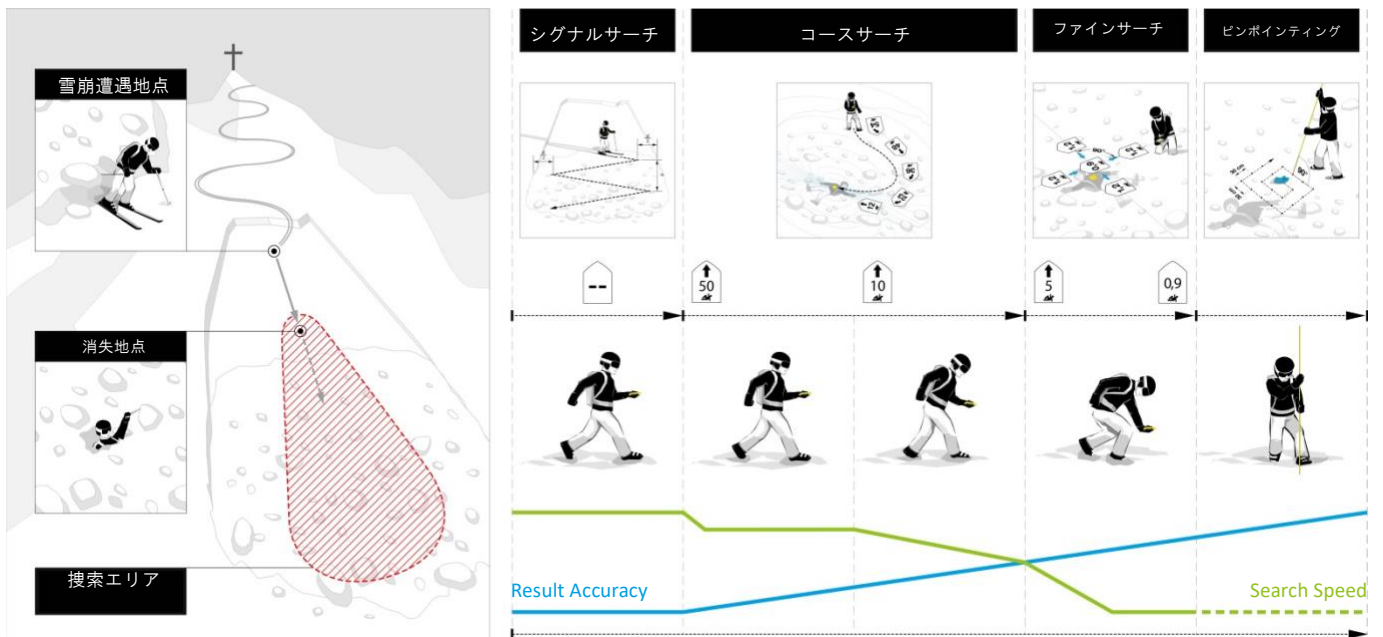 雪崩遭遇地点
消失地点
捜索エリア
シグナルサーチ
コースサーチ
ファインサーチ
ピンポインティング
90°
90°
--
50
10
5
0,9
Result Accuracy
Search Speed